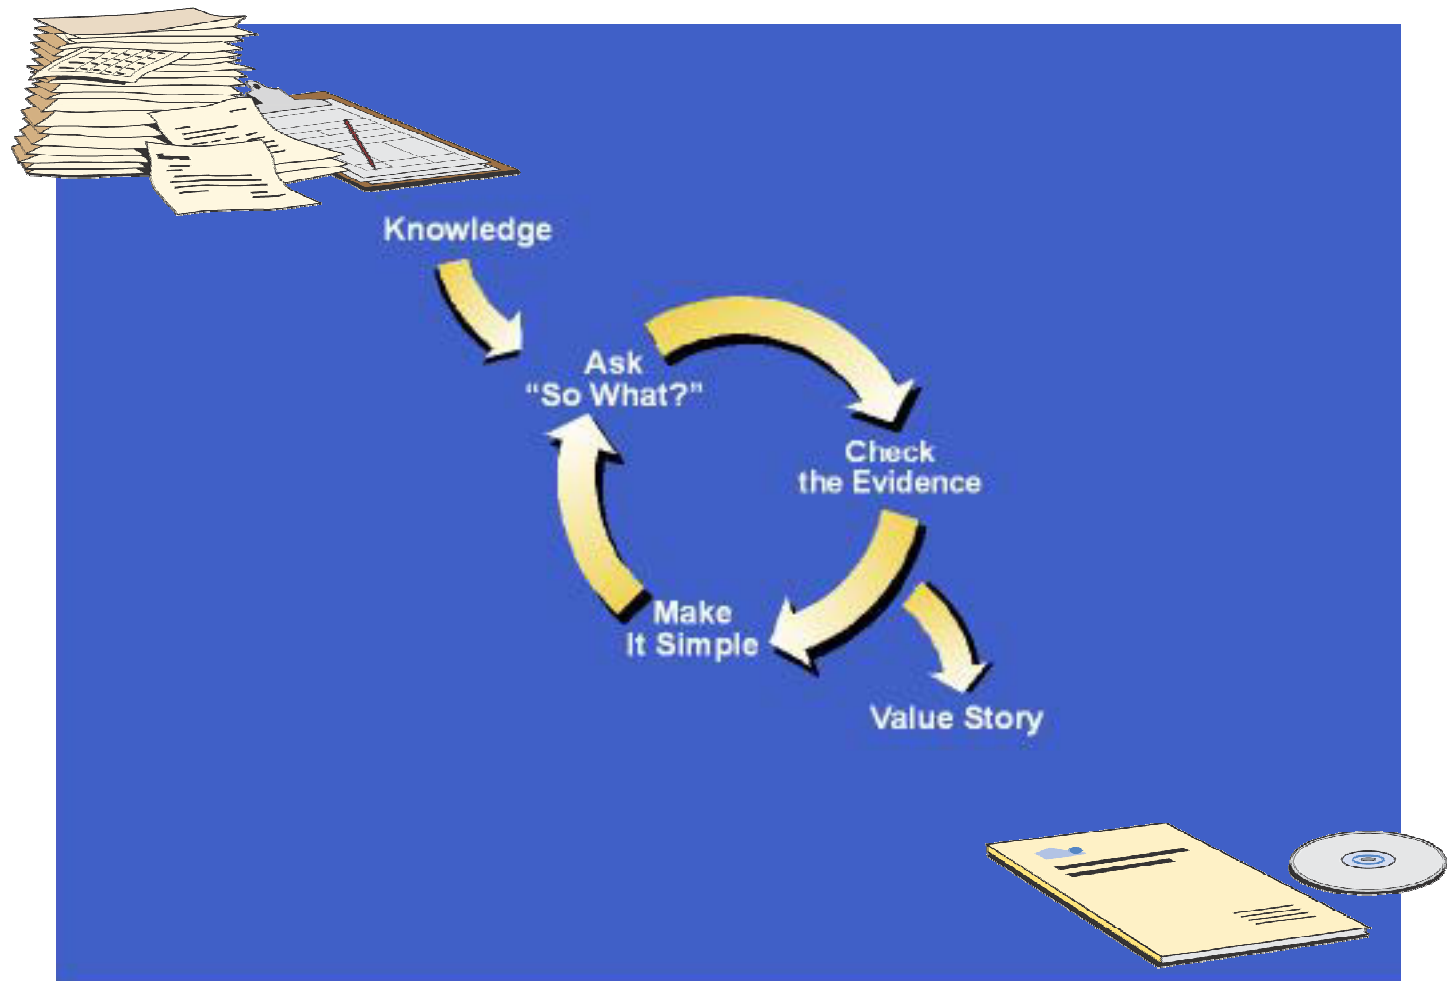 Knowledge
Ask
“So What?”
Check
the Evidence
Make
It Simple
Value Story